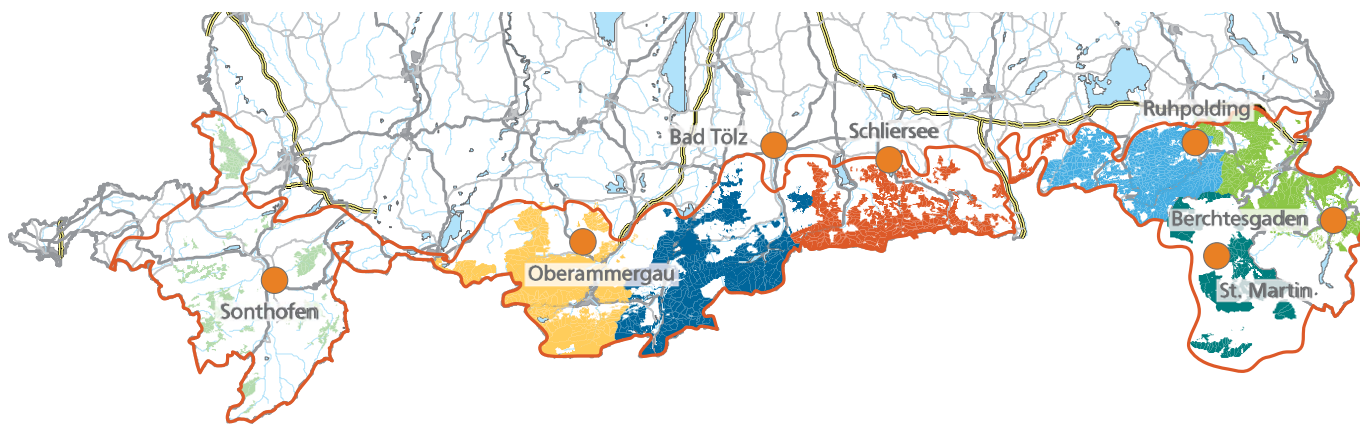 Ruhpolding
Schliersee
Bad Tölz
Berchtesgaden
Oberammergau
St. Martin
Sonthofen